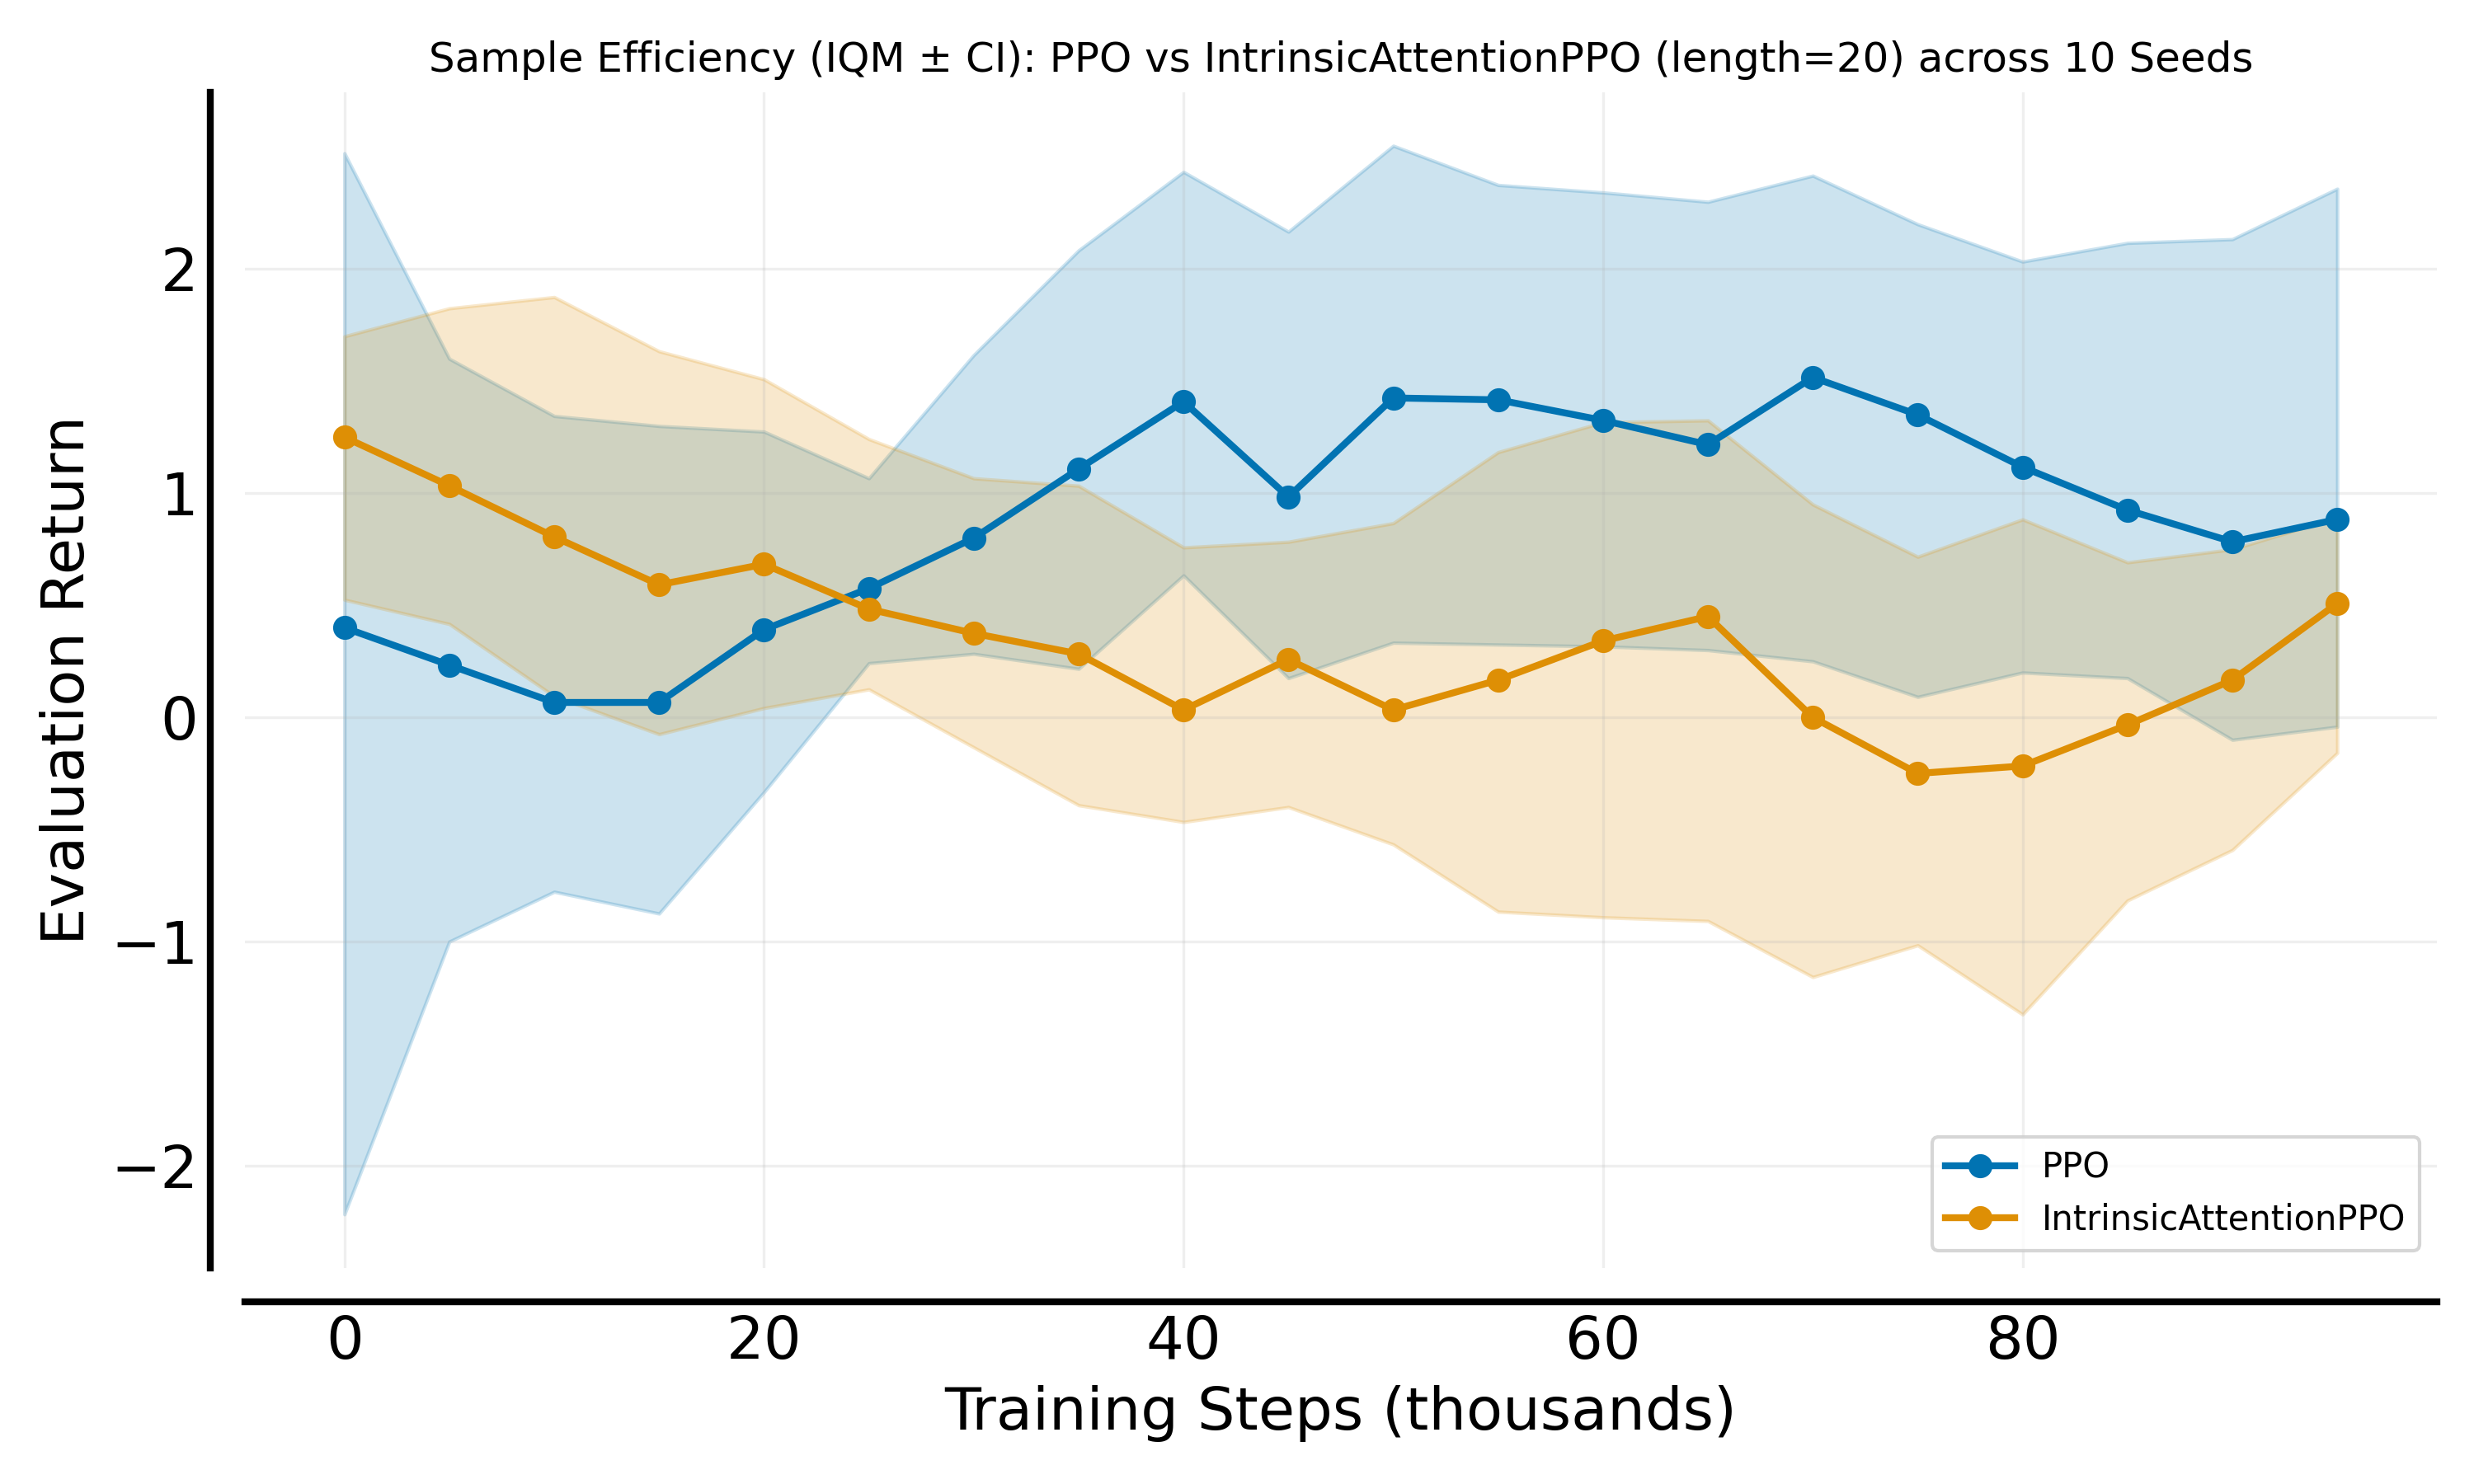 Sample Efficiency (IQM ± CI): PPO vs IntrinsicAttentionPPO (length=20) across 10 Seeds
Evaluation Return
2
1
0
−1
−2
PPO
IntrinsicAttentionPPO
0 20 40 60 80
Training Steps (thousands)